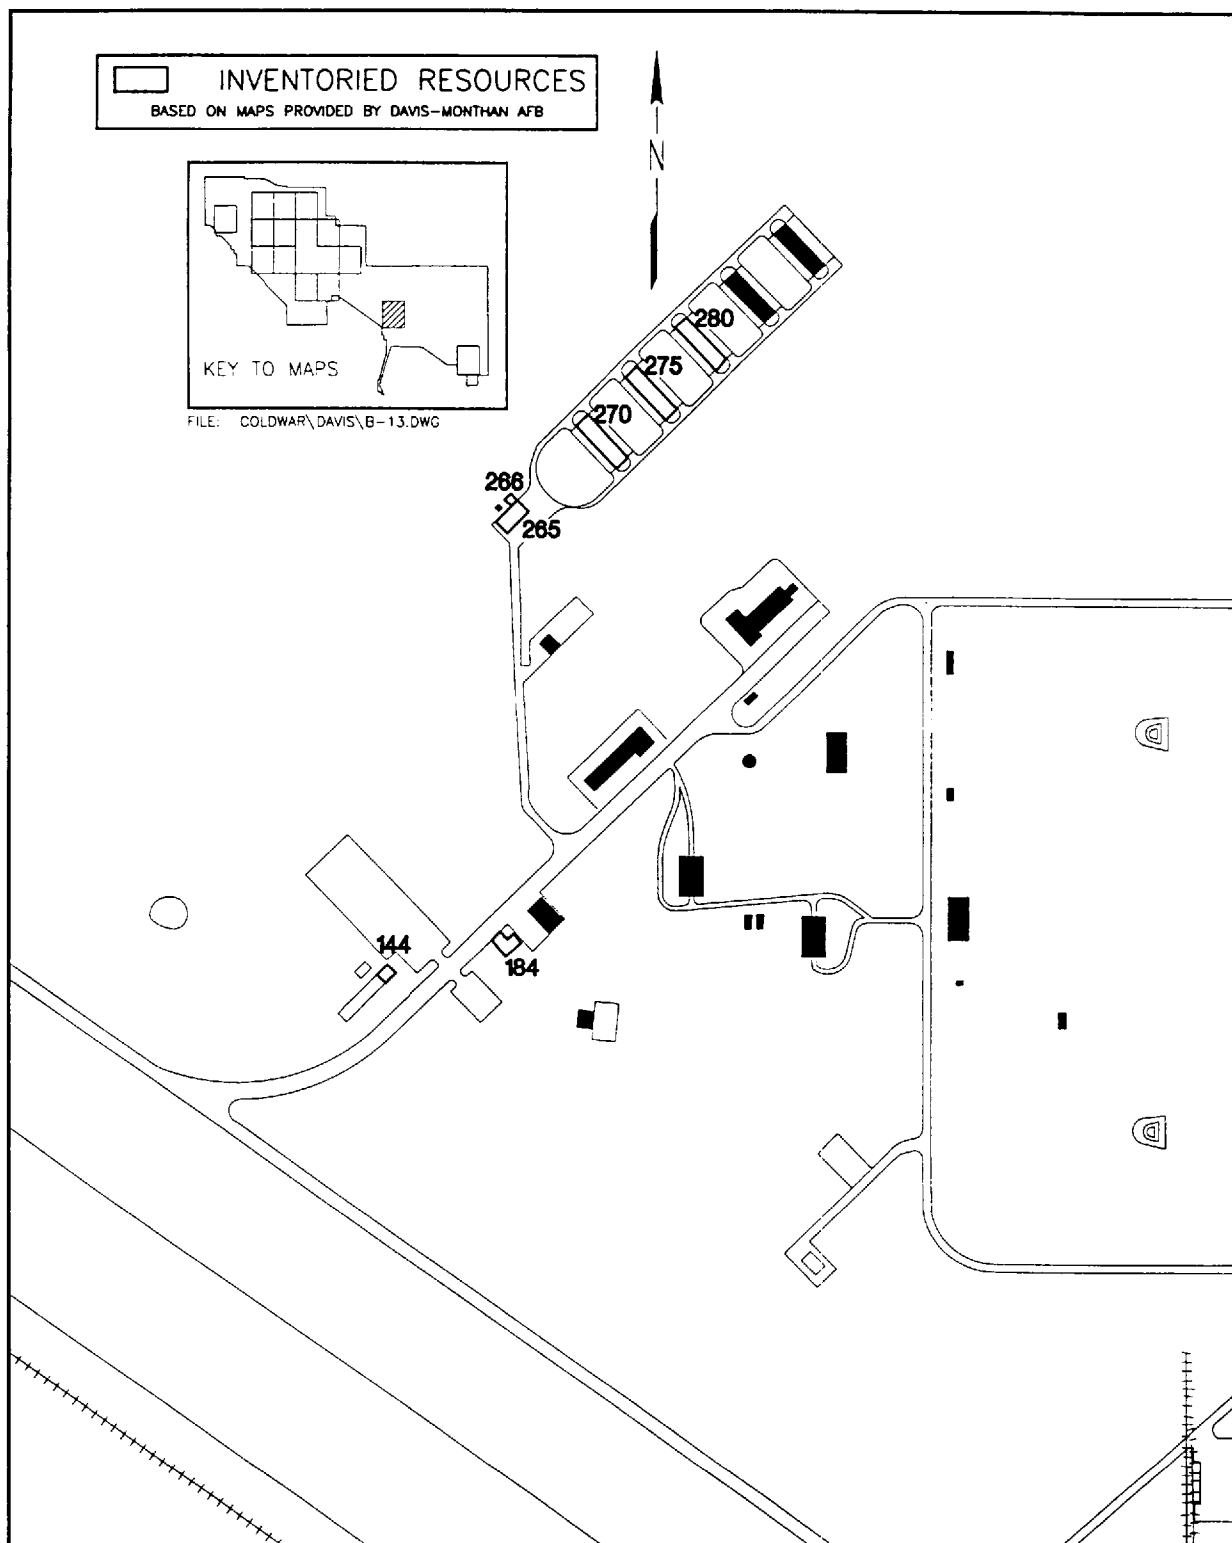 INVENTORIED RESOURCES
BASED ON MAPS PROVIDED BY DAVIS-MONTHAN AFB
N
KEY TO MAPS
FILE: COLDWAR\DAVIS\B-13.DWG
280
275
270
266
265
144
184